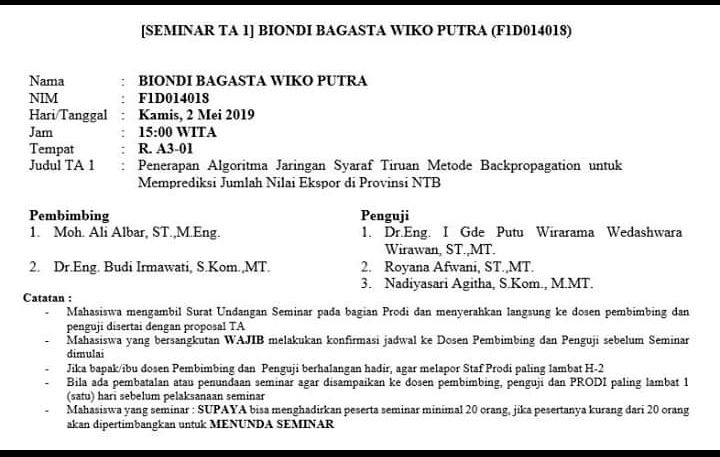 [SEMINAR TA 1] BIONDI BAGASTA WIKO PUTRA (F1D014018)
Nama : BIONDI BAGASTA WIKO PUTRA
NIM : F1D014018
Hari/Tanggal : Kamis, 2 Mei 2019
Jam : 15:00 WITA
Tempat : R. A3-01
Judul TA 1 : Penerapan Algoritma Jaringan Syaraf Tiruan Metode Backpropagation untuk
Memprediksi Jumlah Nilai Ekspor di Provinsi NTB
Pembimbing
1. Moh. Ali Albar, ST.,M.Eng.
2. Dr.Eng. Budi Irmawati, S.Kom.,MT.
Penguji
1. Dr.Eng. I Gde Putu Wirarama Wedashwara
Wirawan, ST.,MT.
2. Royana Afwani, ST.,MT.
3. Nadiyasari Agitha, S.Kom., M.MT.
Catatan :
- Mahasiswa mengambil Surat Undangan Seminar pada bagian Prodi dan menyerahkan langsung ke dosen pembimbing dan
penguji disertai dengan proposal TA
- Mahasiswa yang bersangkutan WAJIB melakukan konfirmasi jadwal ke Dosen Pembimbing dan Penguji sebelum Seminar
dimulai
- Jika bapak/ibu dosen Pembimbing dan Penguji berhalangan hadir, agar melapor Staf Prodi paling lambat H-2
- Bila ada pembatalan atau penundaan seminar agar disampaikan ke dosen pembimbing, penguji dan PRODI paling lambat 1
(satu) hari sebelum pelaksanaan seminar
- Mahasiswa yang seminar : SUPAYA bisa menghadirkan peserta seminar minimal 20 orang, jika pesertanya kurang dari 20 orang
akan dipertimbangkan untuk MENUNDA SEMINAR